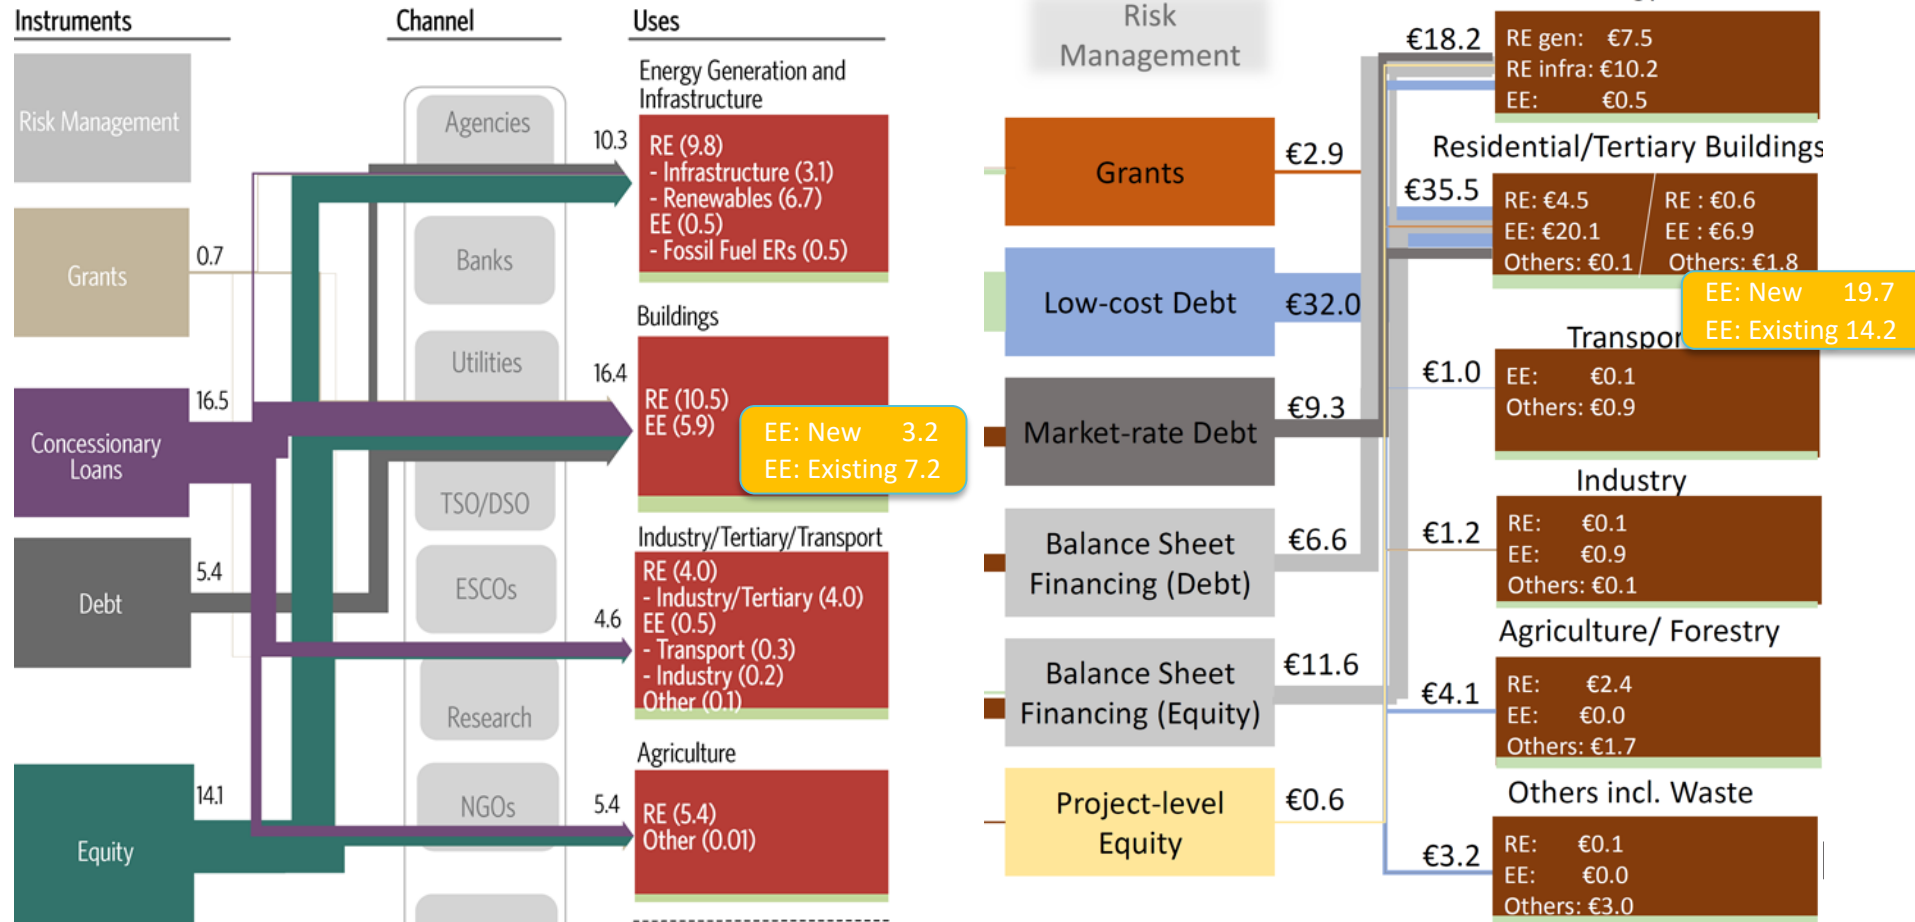 Instruments
Channel
Uses
Risk Management
Grants
0.7
Concessionary
Loans
16.5
Debt
5.4
Equity
14.1
Agencies
Banks
Utilities
TSO/DSO
ESCOs
Research
NGOs
Energy Generation and
Infrastructure
10.3
RE (9.8)
- Infrastructure (3.1)
- Renewables (6.7)
EE (0.5)
- Fossil Fuel ERs (0.5)
Buildings
16.4
RE (10.5)
EE (5.9)
EE: New 3.2
EE: Existing 7.2
Industry/Tertiary/Transport
4.6
RE (4.0)
- Industry/Tertiary (4.0)
EE (0.5)
- Transport (0.3)
- Industry (0.2)
Other (0.1)
Agriculture
5.4
RE (5.4)
Other (0.01)
Risk
Management
Grants
€2.9
Low-cost Debt
€32.0
Market-rate Debt
€9.3
Balance Sheet
Financing (Debt)
€6.6
Balance Sheet
Financing (Equity)
€11.6
Project-level
Equity
€0.6
€18.2
RE gen: €7.5
RE infra: €10.2
EE: €0.5
Residential/Tertiary Buildings
€35.5
RE: €4.5
EE: €20.1
Others: €0.1
RE : €0.6
EE : €6.9
Others: €1.8
EE: New 19.7
EE: Existing 14.2
Transpor
€1.0
EE: €0.1
Others: €0.9
Industry
€1.2
RE: €0.1
EE: €0.9
Others: €0.1
Agriculture/ Forestry
€4.1
RE: €2.4
EE: €0.0
Others: €1.7
Others incl. Waste
€3.2
RE: €0.1
EE: €0.0
Others: €3.0